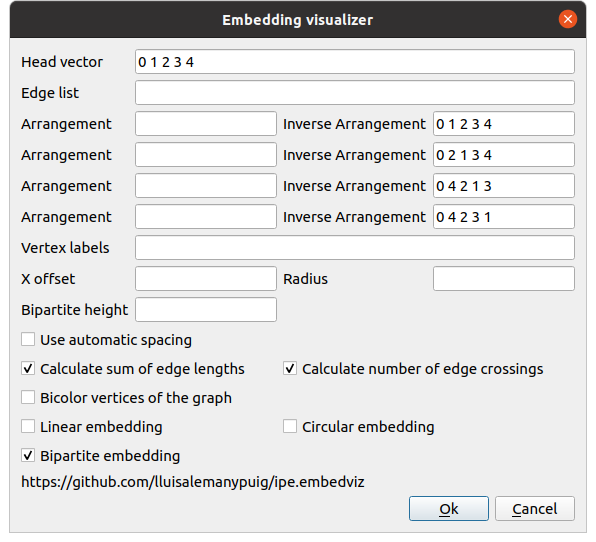 Embedding visualizer
Head vector 0 1 2 3 4
Edge list
Arrangement Inverse Arrangement 0 1 2 3 4
Arrangement Inverse Arrangement 0 2 1 3 4
Arrangement Inverse Arrangement 0 4 2 1 3
Arrangement Inverse Arrangement 0 4 2 3 1
Vertex labels
X offset Radius
Bipartite height
Use automatic spacing
Calculate sum of edge lengths Calculate number of edge crossings
Bicolor vertices of the graph
Linear embedding Circular embedding
Bipartite embedding
https://github.com/lluisalemanypuig/ipe.embedviz
Ok Cancel